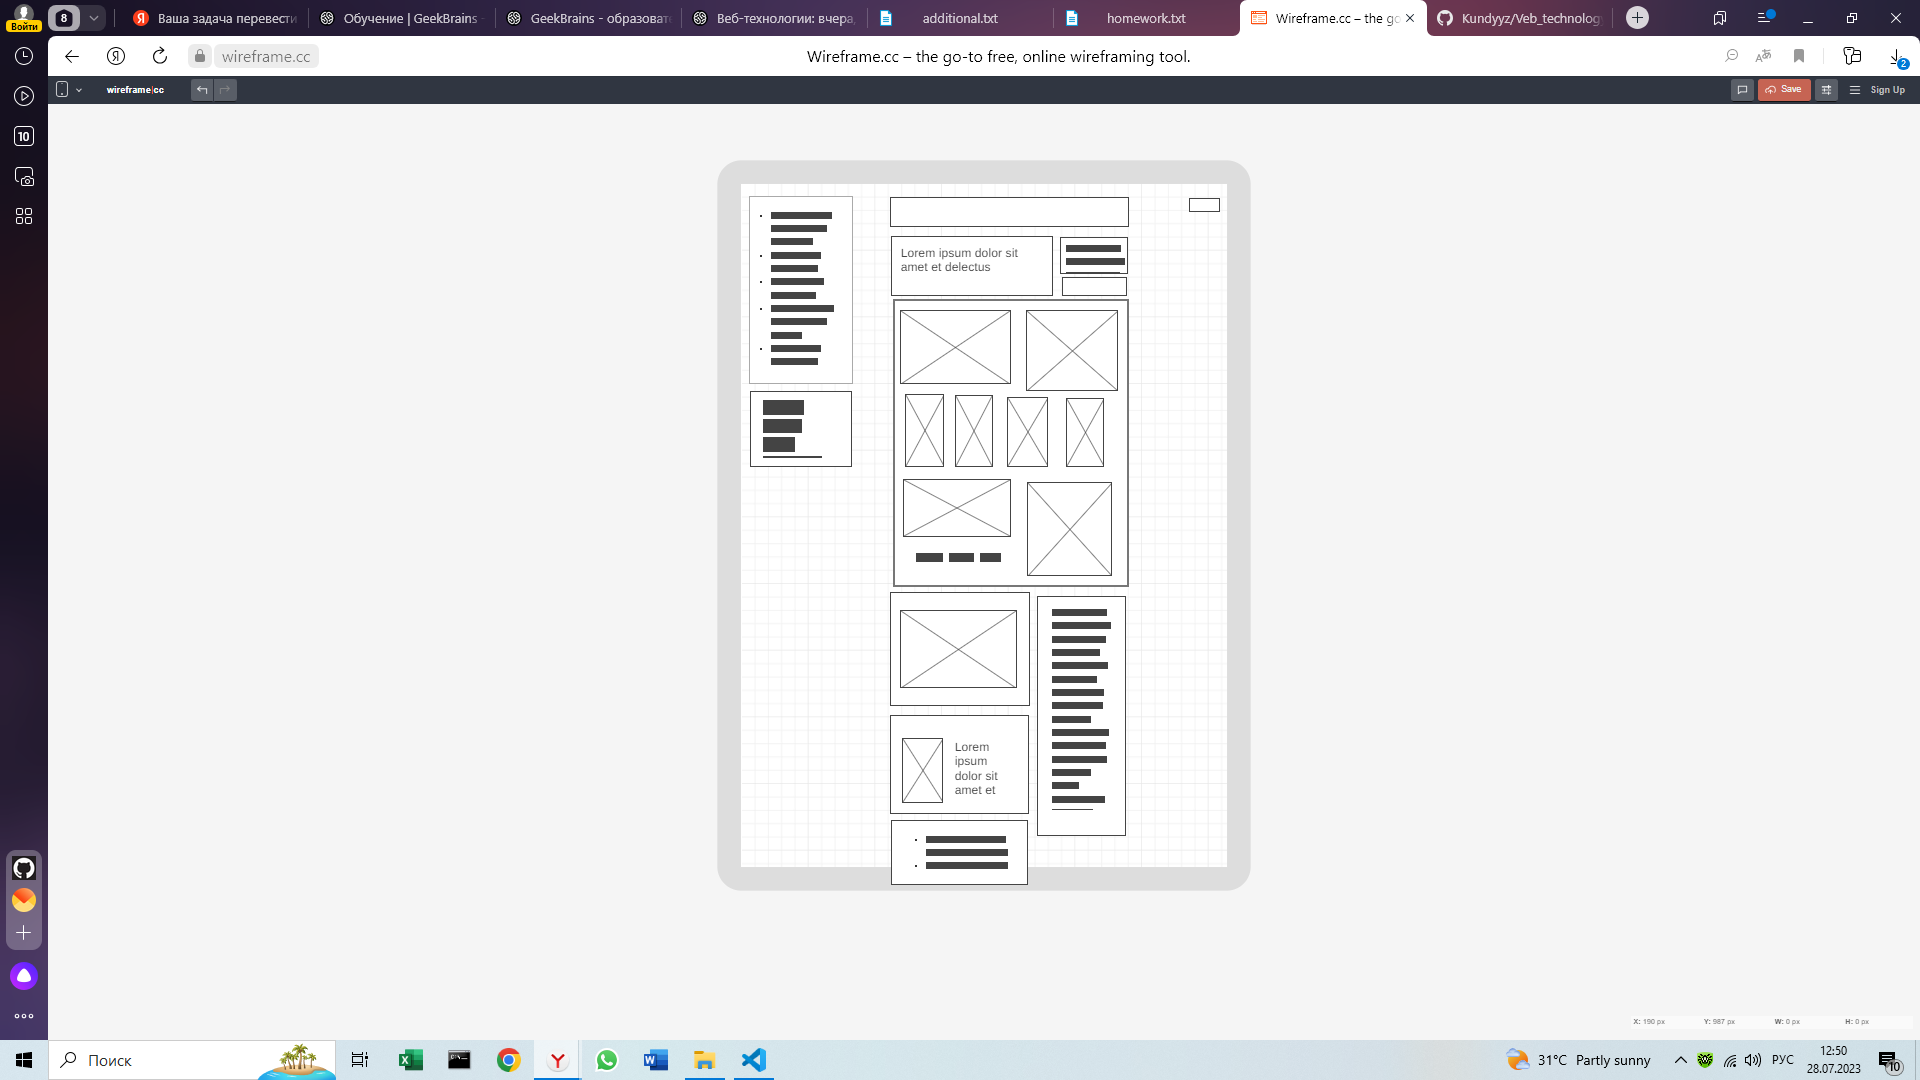 Войти
8
Ваша задача перевести
Обучение | GeekBrains -
GeekBrains - образоват
Веб-технологии: вчера,
additional.txt
homework.txt
Wireframe.cc – the go
Kundyyz/Veb_technology
wireframe.cc
Wireframe.cc – the go-to free, online wireframing tool.
2
wireframe|cc
Save
Sign Up
10
Lorem ipsum dolor sit
amet et delectus
Lorem
ipsum
dolor sit
amet et
X: 190 px
Y: 987 px
W: 0 px
H: 0 px
Поиск
31°C Partly sunny
РУС
12:50
28.07.2023
10